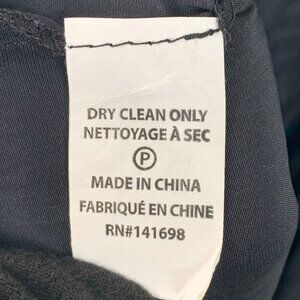 DRY CLEAN ONLY
NETTOYAGE À SEC
P
MADE IN CHINA
FABRIQUÉ EN CHINE
RN#141698